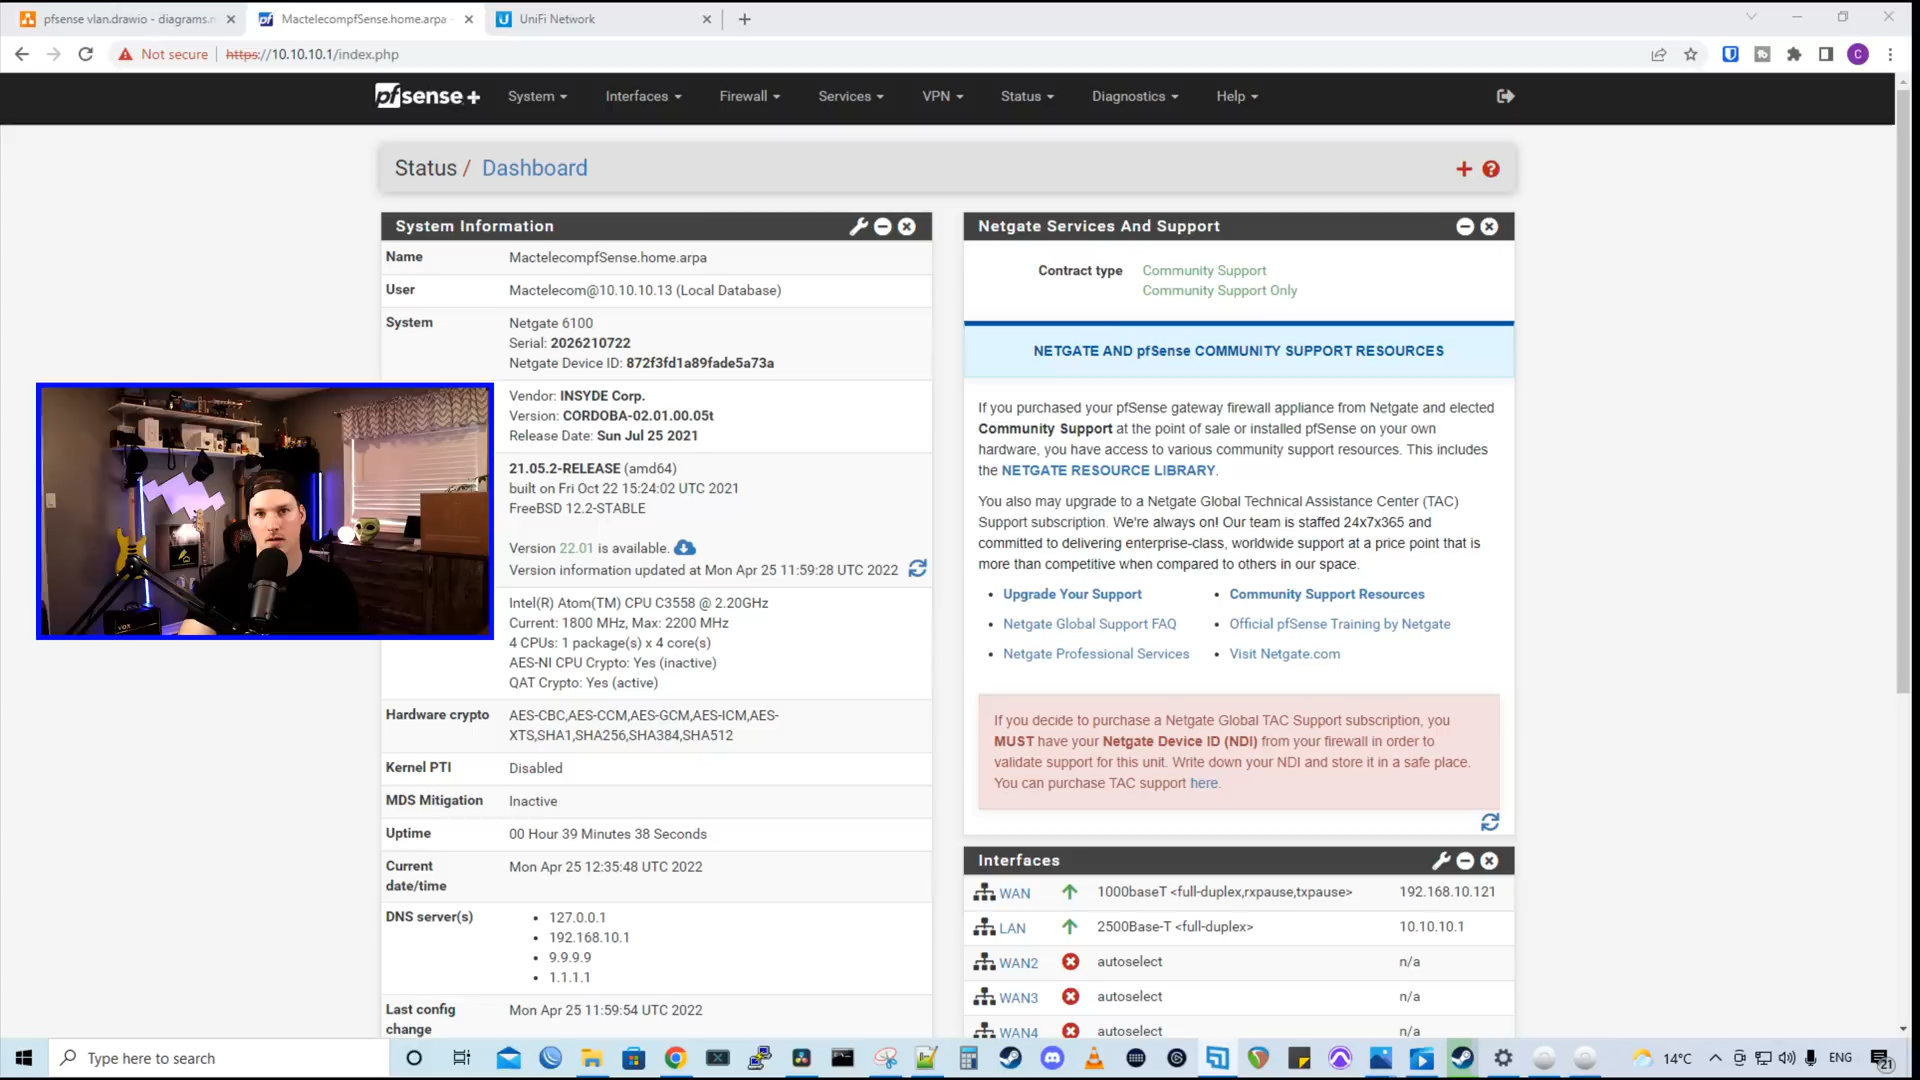 pfsense vlan.drawio - diagrams.n
MactelecompfSense.home.arpa -
UniFi Network
Not secure
https://10.10.10.1/index.php
C
pfsense +
System
Interfaces
Firewall
Services
VPN
Status
Diagnostics
Help
Status / Dashboard
System Information
Name
MactelecompfSense.home.arpa
User
Mactelecom@10.10.10.13 (Local Database)
System
Netgate 6100
Serial: 2026210722
Netgate Device ID: 872f3fd1a89fade5a73a
Vendor: INSYDE Corp.
Version: CORDOBA-02.01.00.05t
Release Date: Sun Jul 25 2021
21.05.2-RELEASE (amd64)
built on Fri Oct 22 15:24:02 UTC 2021
FreeBSD 12.2-STABLE
Version 22.01 is available.
Version information updated at Mon Apr 25 11:59:28 UTC 2022
Intel(R) Atom(TM) CPU C3558 @ 2.20GHz
Current: 1800 MHz, Max: 2200 MHz
4 CPUs: 1 package(s) x 4 core(s)
AES-NI CPU Crypto: Yes (inactive)
QAT Crypto: Yes (active)
Hardware crypto
AES-CBC,AES-CCM,AES-GCM,AES-ICM,AES-
XTS,SHA1,SHA256,SHA384,SHA512
Kernel PTI
Disabled
MDS Mitigation
Inactive
Uptime
00 Hour 39 Minutes 38 Seconds
Current
date/time
Mon Apr 25 12:35:48 UTC 2022
DNS server(s)
127.0.0.1
192.168.10.1
9.9.9.9
1.1.1.1
Last config
change
Mon Apr 25 11:59:54 UTC 2022
Netgate Services And Support
Contract type
Community Support
Community Support Only
NETGATE AND pfSense COMMUNITY SUPPORT RESOURCES
If you purchased your pfSense gateway firewall appliance from Netgate and elected
Community Support at the point of sale or installed pfSense on your own
hardware, you have access to various community support resources. This includes
the NETGATE RESOURCE LIBRARY.
You also may upgrade to a Netgate Global Technical Assistance Center (TAC)
Support subscription. We're always on! Our team is staffed 24x7x365 and
committed to delivering enterprise-class, worldwide support at a price point that is
more than competitive when compared to others in our space.
Upgrade Your Support
Community Support Resources
Netgate Global Support FAQ
Official pfSense Training by Netgate
Netgate Professional Services
Visit Netgate.com
If you decide to purchase a Netgate Global TAC Support subscription, you
MUST have your Netgate Device ID (NDI) from your firewall in order to
validate support for this unit. Write down your NDI and store it in a safe place.
You can purchase TAC support here.
Interfaces
WAN
1000baseT <full-duplex,rxpause,txpause>
192.168.10.121
LAN
2500Base-T <full-duplex>
10.10.10.1
WAN2
autoselect
n/a
WAN3
autoselect
n/a
WAN4
autoselect
n/a
VOX
Type here to search
14°C
ENG
21